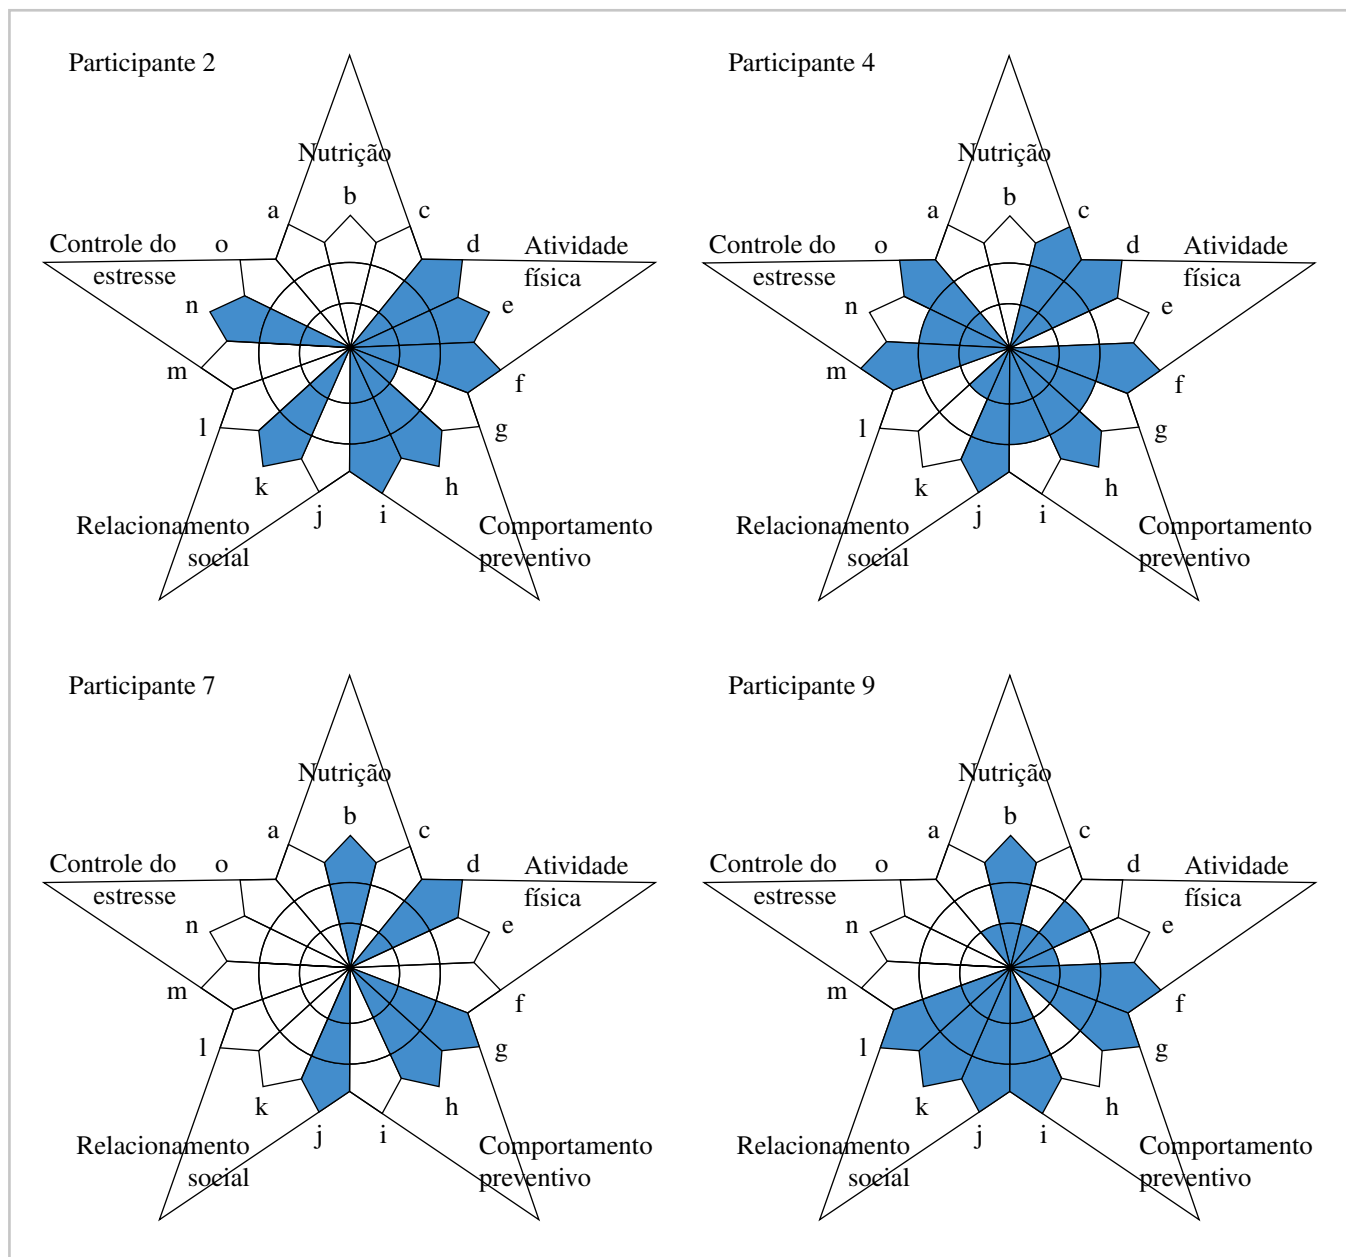 Participante 2
Nutrição
b
a
c
Controle do
estresse
o
d
Atividade
física
n
e
m
f
l
g
k
h
j
i
Relacionamento
social
Comportamento
preventivo
Participante 4
Nutrição
b
a
c
Controle do
estresse
o
d
Atividade
física
n
e
m
f
l
g
k
h
j
i
Relacionamento
social
Comportamento
preventivo
Participante 7
Nutrição
b
a
c
Controle do
estresse
o
d
Atividade
física
n
e
m
f
l
g
k
h
j
i
Relacionamento
social
Comportamento
preventivo
Participante 9
Nutrição
b
a
c
Controle do
estresse
o
d
Atividade
física
n
e
m
f
l
g
k
h
j
i
Relacionamento
social
Comportamento
preventivo